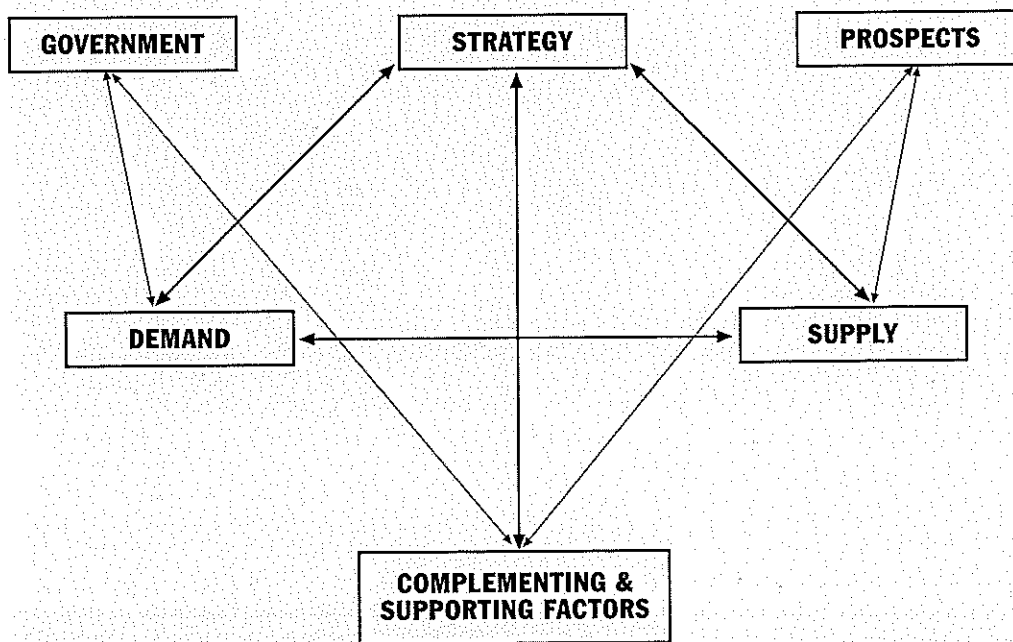 GOVERNMENT
STRATEGY
PROSPECTS
DEMAND
SUPPLY
COMPLEMENTING &
SUPPORTING FACTORS